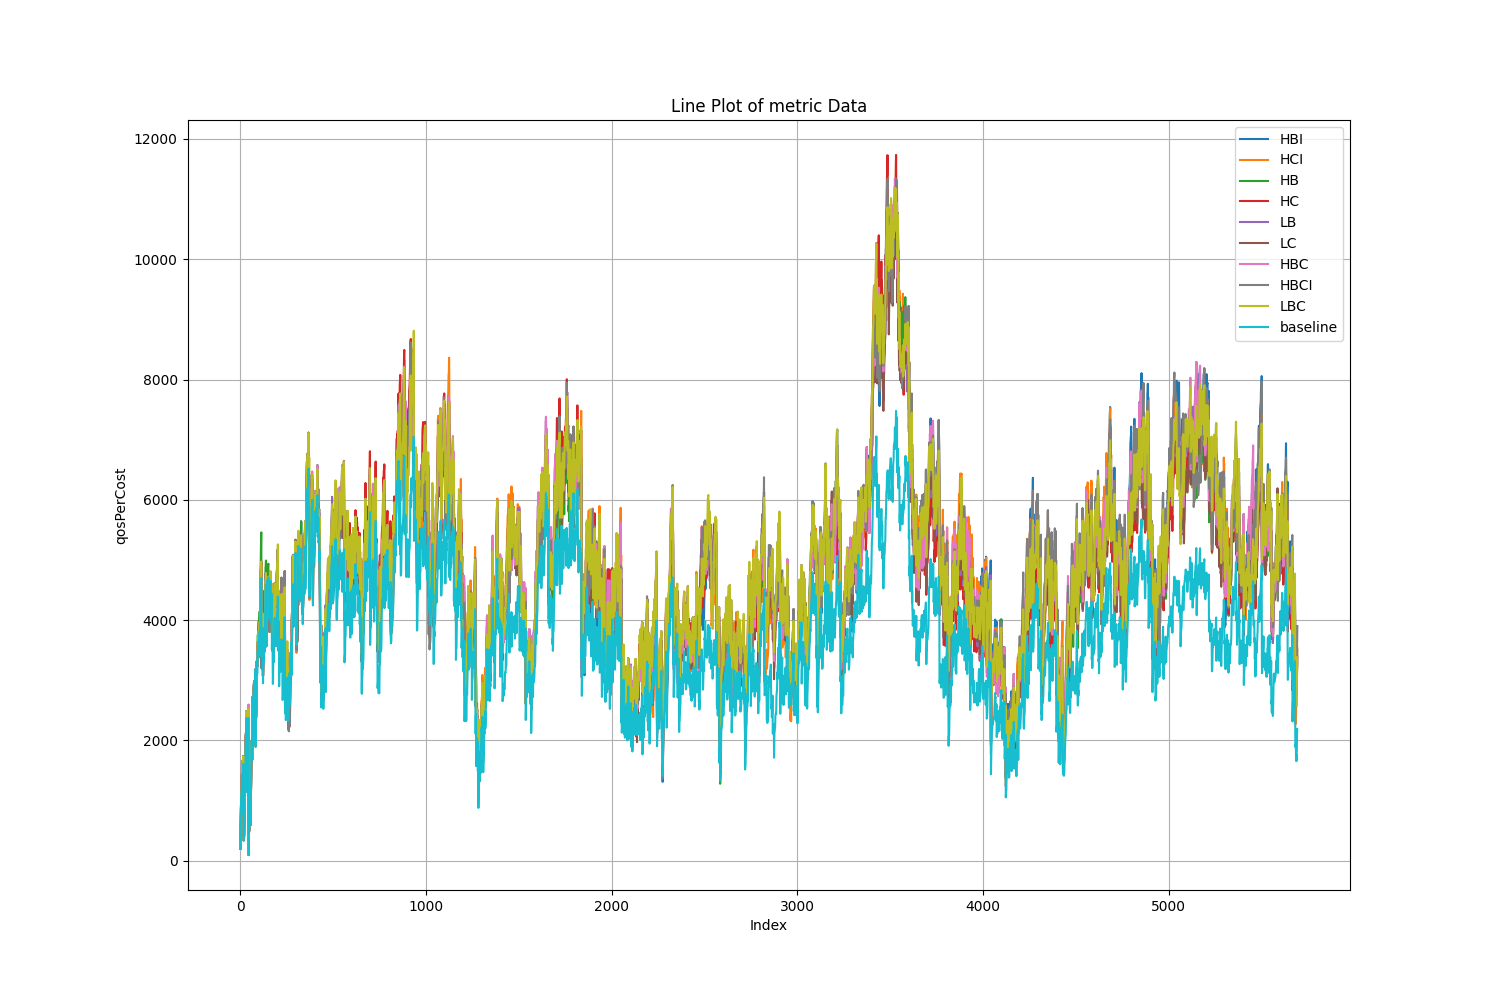 Line Plot of metric Data
12000
10000
8000
6000
4000
2000
0
qosPerCost
0
1000
2000
3000
4000
5000
Index
HBI
HCI
HB
HC
LB
LC
HBC
HBCI
LBC
baseline